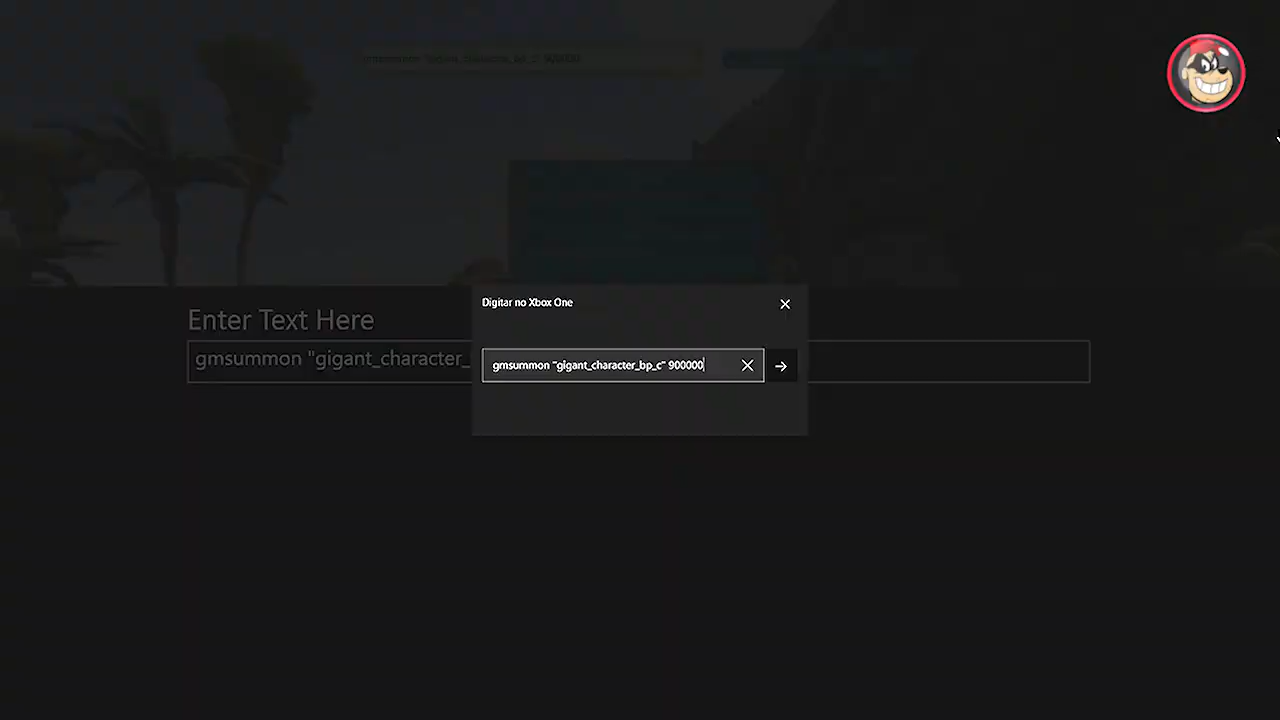 Digitar no Xbox One
Enter Text Here
gmsummon "gigant_character_
gmsummon "gigant_character_bp_c" 900000